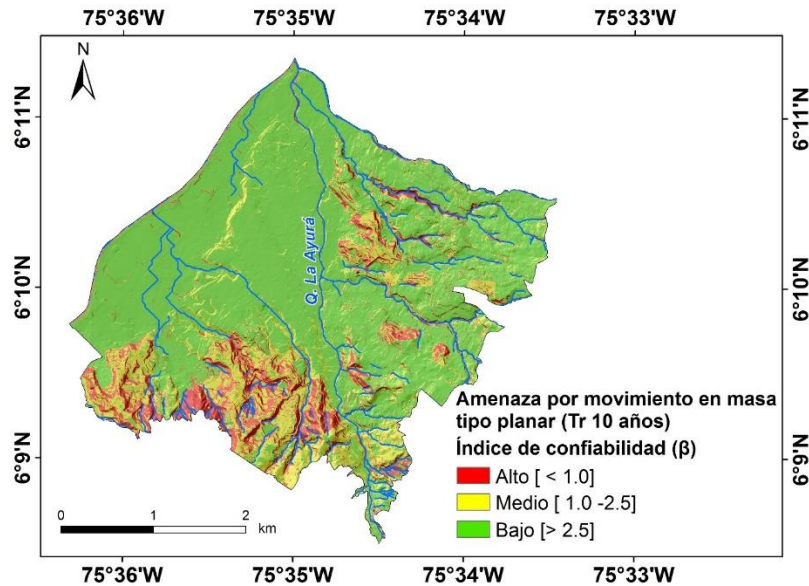 75°36'W 75°35'W 75°34'W 75°33'W
N
6°11'N 6°11'N
Q. La Ayurá
6°10'N 6°10'N
Amenaza por movimiento en masa
tipo planar (Tr 10 años)
Índice de confiabilidad (β)
6°9'N 6°9'N
Alto [ < 1.0]
Medio [ 1.0 -2.5]
Bajo [> 2.5]
0 1 2
km
75°36'W 75°35'W 75°34'W 75°33'W